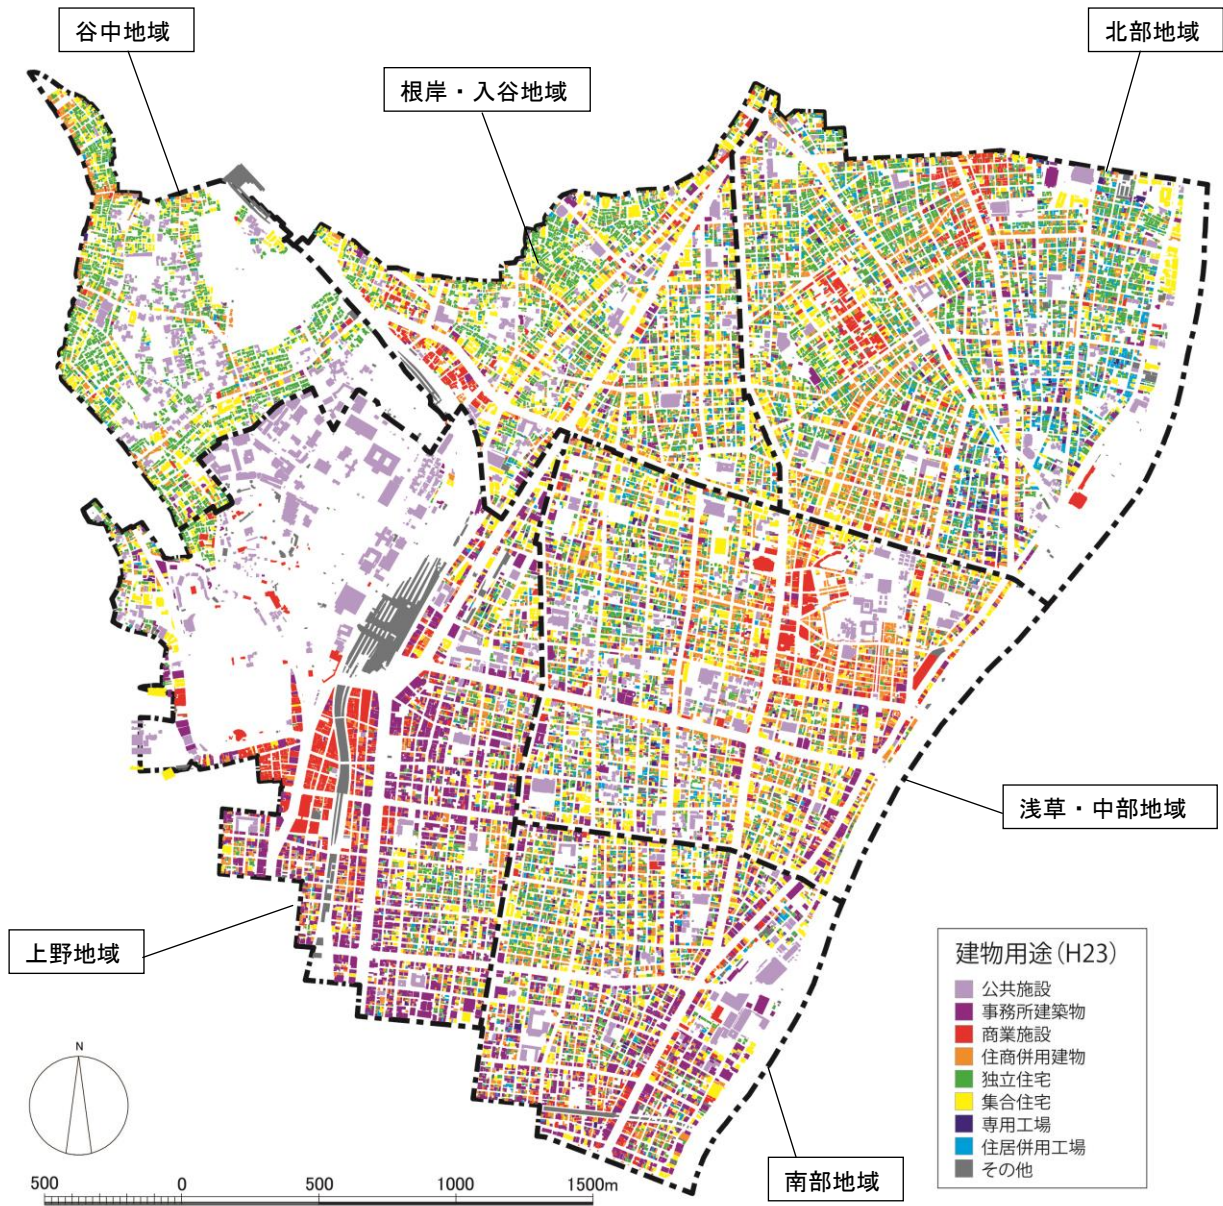 谷中地域
北部地域
根岸・入谷地域
浅草・中部地域
上野地域
南部地域
建物用途(H23)
公共施設
事務所建築物
商業施設
住商併用建物
独立住宅
集合住宅
専用工場
住居併用工場
その他
N
500 0 500 1000 1500m